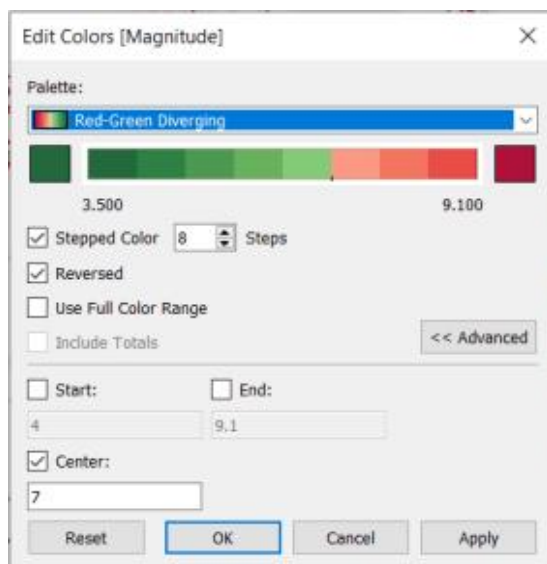 Edit Colors [Magnitude]
Palette:
Red-Green Diverging
3.500 9.100
Stepped Color 8 Steps
Reversed
Use Full Color Range
Include Totals << Advanced
Start: End:
4 9.1
Center:
7
Reset OK Cancel Apply